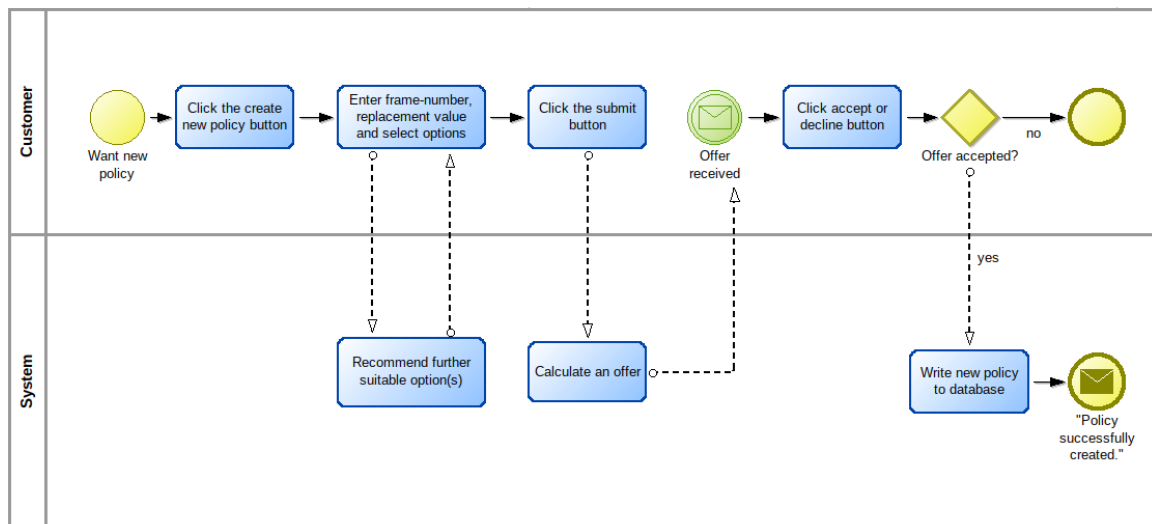 Customer
Want new
policy
Click the create
new policy button
Enter frame-number,
replacement value
and select options
Click the submit
button
Offer
received
Click accept or
decline button
Offer accepted?
no
yes
System
Recommend further
suitable option(s)
Calculate an offer
Write new policy
to database
"Policy
successfully
created."